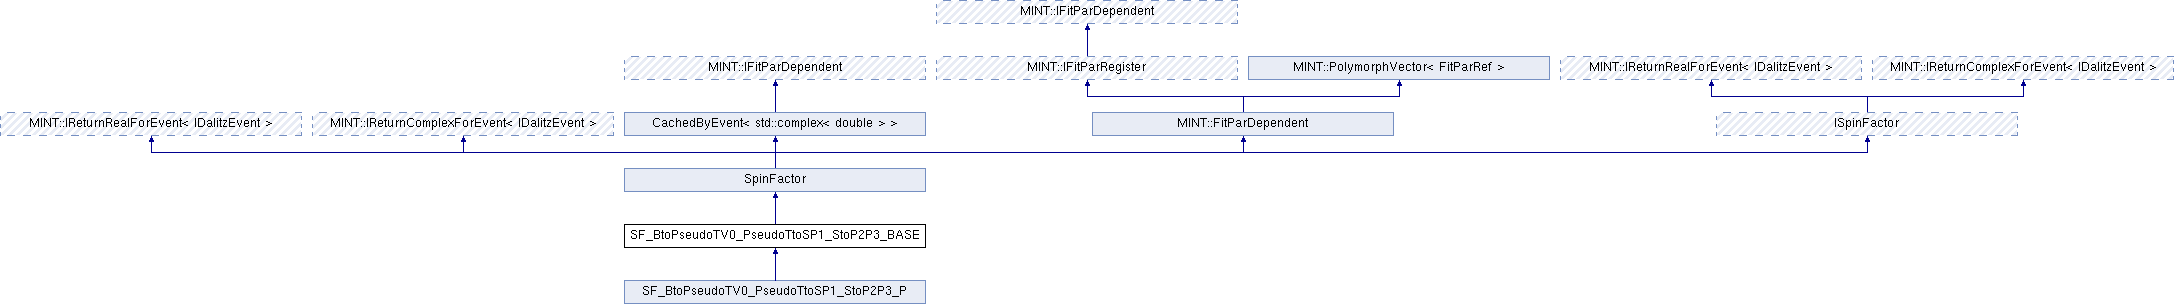 MINT::IFitParDependent
MINT::IFitParDependent
MINT::IFitParRegister
MINT::PolymorphVector< FitParRef >
MINT::IReturnRealForEvent< IDalitzEvent >
MINT::IReturnComplexForEvent< IDalitzEvent >
MINT::IReturnRealForEvent< IDalitzEvent >
MINT::IReturnComplexForEvent< IDalitzEvent >
CachedByEvent< std::complex< double > >
MINT::FitParDependent
ISpinFactor
SpinFactor
SF_BtoPseudoTV0_PseudoTtoSP1_StoP2P3_BASE
SF_BtoPseudoTV0_PseudoTtoSP1_StoP2P3_P